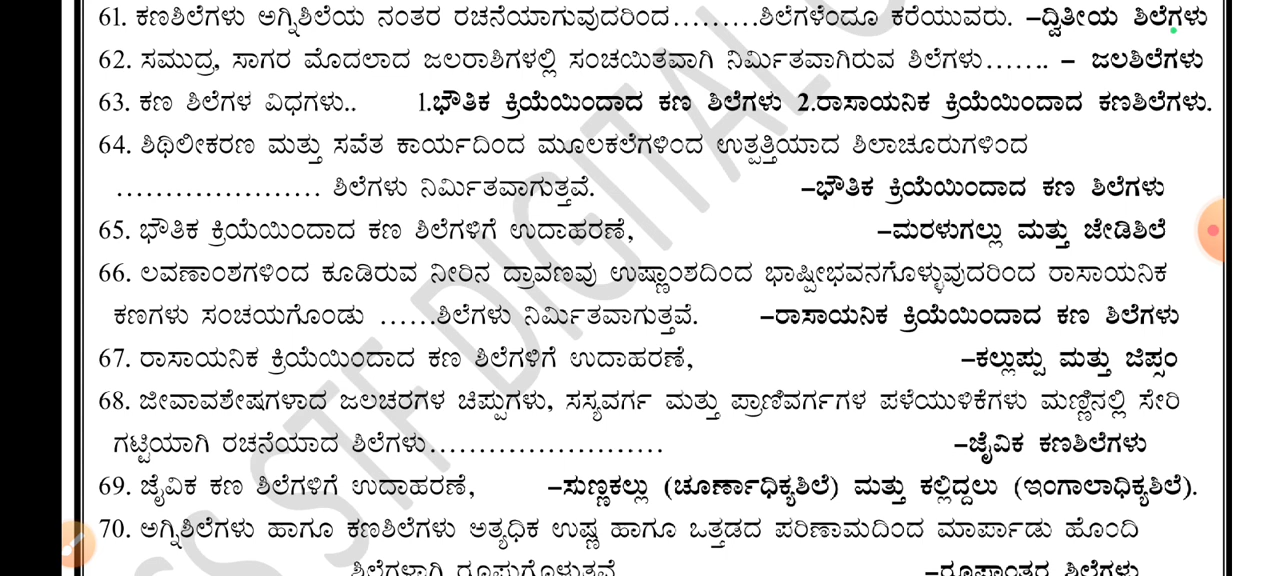 61. ಕಣಶಿಲೆಗಳು ಅಗ್ನಿಶಿಲೆಯ ನಂತರ ರಚನೆಯಾಗುವುದರಿಂದ.........ಶಿಲೆಗಳೆಂದೂ ಕರೆಯುವರು. –ದ್ವಿತೀಯ ಶಿಲೆಗಳು
62. ಸಮುದ್ರ, ಸಾಗರ ಮೊದಲಾದ ಜಲರಾಶಿಗಳಲ್ಲಿ ಸಂಚಯಿತವಾಗಿ ನಿರ್ಮಿತವಾಗಿರುವ ಶಿಲೆಗಳು....... – ಜಲಶಿಲೆಗಳು
63. ಕಣ ಶಿಲೆಗಳ ವಿಧಗಳು.. 1.ಭೌತಿಕ ಕ್ರಿಯೆಯಿಂದಾದ ಕಣ ಶಿಲೆಗಳು 2.ರಾಸಾಯನಿಕ ಕ್ರಿಯೆಯಿಂದಾದ ಕಣಶಿಲೆಗಳು.
64. ಶಿಥಿಲೀಕರಣ ಮತ್ತು ಸವೆತ ಕಾರ್ಯದಿಂದ ಮೂಲಕಲೆಗಳಿಂದ ಉತ್ಪತ್ತಿಯಾದ ಶಿಲಾಚೂರುಗಳಿಂದ
..................... ಶಿಲೆಗಳು ನಿರ್ಮಿತವಾಗುತ್ತವೆ. –ಭೌತಿಕ ಕ್ರಿಯೆಯಿಂದಾದ ಕಣ ಶಿಲೆಗಳು
65. ಭೌತಿಕ ಕ್ರಿಯೆಯಿಂದಾದ ಕಣ ಶಿಲೆಗಳಿಗೆ ಉದಾಹರಣೆ, –ಮರಳುಗಲ್ಲು ಮತ್ತು ಜೇಡಿಶಿಲೆ
66. ಲವಣಾಂಶಗಳಿಂದ ಕೂಡಿರುವ ನೀರಿನ ದ್ರಾವಣವು ಉಷ್ಣಾಂಶದಿಂದ ಭಾಷ್ಪೀಭವನಗೊಳ್ಳುವುದರಿಂದ ರಾಸಾಯನಿಕ
ಕಣಗಳು ಸಂಚಯಗೊಂಡು ......ಶಿಲೆಗಳು ನಿರ್ಮಿತವಾಗುತ್ತವೆ. –ರಾಸಾಯನಿಕ ಕ್ರಿಯೆಯಿಂದಾದ ಕಣ ಶಿಲೆಗಳು
67. ರಾಸಾಯನಿಕ ಕ್ರಿಯೆಯಿಂದಾದ ಕಣ ಶಿಲೆಗಳಿಗೆ ಉದಾಹರಣೆ, –ಕಲ್ಲುಪ್ಪು ಮತ್ತು ಜಿಪ್ಸಂ
68. ಜೀವಾವಶೇಷಗಳಾದ ಜಲಚರಗಳ ಚಿಪ್ಪುಗಳು, ಸಸ್ಯವರ್ಗ ಮತ್ತು ಪ್ರಾಣಿವರ್ಗಗಳ ಪಳೆಯುಳಿಕೆಗಳು ಮಣ್ಣಿನಲ್ಲಿ ಸೇರಿ
ಗಟ್ಟಿಯಾಗಿ ರಚನೆಯಾದ ಶಿಲೆಗಳು........................ –ಜೈವಿಕ ಕಣಶಿಲೆಗಳು
69. ಜೈವಿಕ ಕಣ ಶಿಲೆಗಳಿಗೆ ಉದಾಹರಣೆ, –ಸುಣ್ಣಕಲ್ಲು (ಚೂರ್ಣಾಧಿಕ್ಯಶಿಲೆ) ಮತ್ತು ಕಲ್ಲಿದ್ದಲು (ಇಂಗಾಲಾಧಿಕ್ಯಶಿಲೆ).
70. ಅಗ್ನಿಶಿಲೆಗಳು ಹಾಗೂ ಕಣಶಿಲೆಗಳು ಅತ್ಯಧಿಕ ಉಷ್ಣ ಹಾಗೂ ಒತ್ತಡದ ಪರಿಣಾಮದಿಂದ ಮಾರ್ಪಾಡು ಹೊಂದಿ
ಶಿಲೆಗಳಾಗಿ ರೂಪುಗೊಳುತ್ತವೆ –ರೂಪಾಂತರ ಶಿಲೆಗಳು
STF DIGITAL